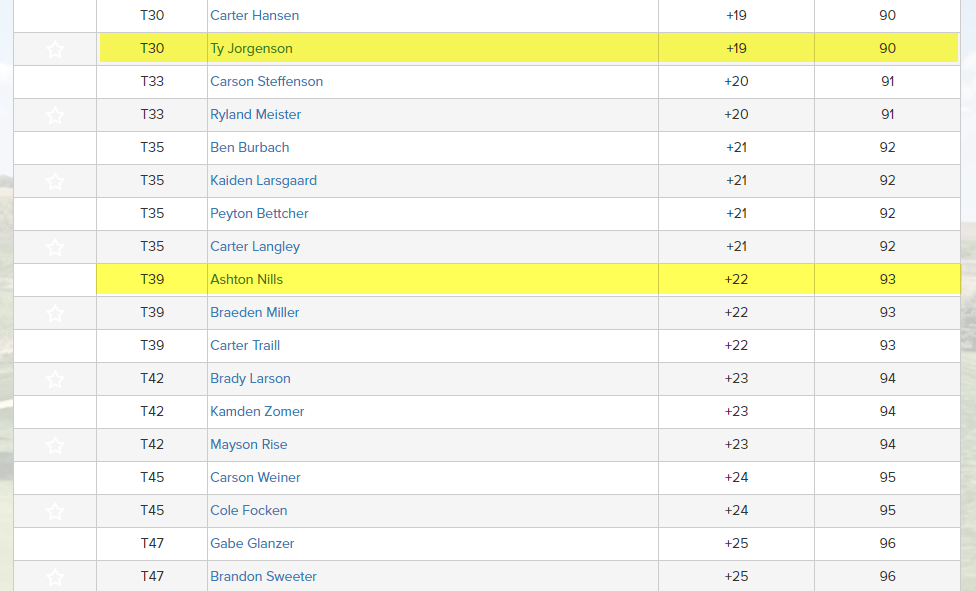 T30 Carter Hansen +19 90
T30 Ty Jorgenson +19 90
T33 Carson Steffenson +20 91
T33 Ryland Meister +20 91
T35 Ben Burbach +21 92
T35 Kaiden Larsgaard +21 92
T35 Peyton Bettcher +21 92
T35 Carter Langley +21 92
T39 Ashton Nills +22 93
T39 Braeden Miller +22 93
T39 Carter Traill +22 93
T42 Brady Larson +23 94
T42 Kamden Zomer +23 94
T42 Mayson Rise +23 94
T45 Carson Weiner +24 95
T45 Cole Focken +24 95
T47 Gabe Glanzer +25 96
T47 Brandon Sweeter +25 96